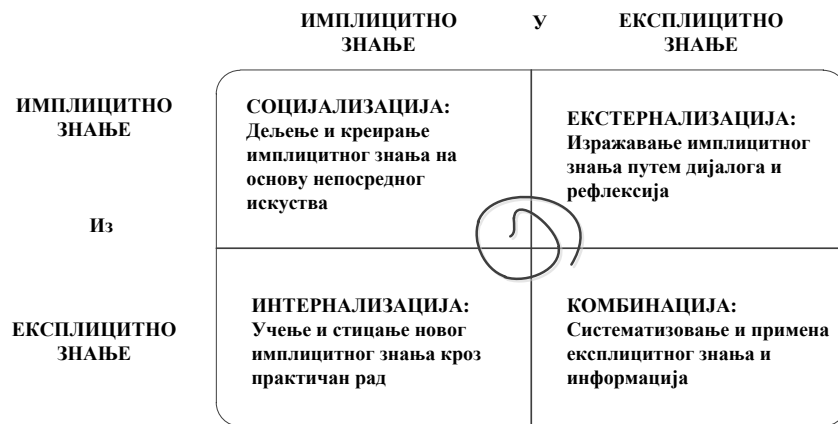 ИМПЛИЦИТНО
ЗНАЊЕ
У
ЕКСПЛИЦИТНО
ЗНАЊЕ
ИМПЛИЦИТНО
ЗНАЊЕ
СОЦИЈАЛИЗАЦИЈА:
Дељење и креирање
имплицитног знања на
основу непосредног
искуства
ЕКСТЕРНАЛИЗАЦИЈА:
Изражавање имплицитног
знања путем дијалога и
рефлексија
Из
ЕКСПЛИЦИТНО
ЗНАЊЕ
ИНТЕРНАЛИЗАЦИЈА:
Учење и стицање новог
имплицитног знања кроз
практичан рад
КОМБИНАЦИЈА:
Систематизовање и примена
експлицитног знања и
информација